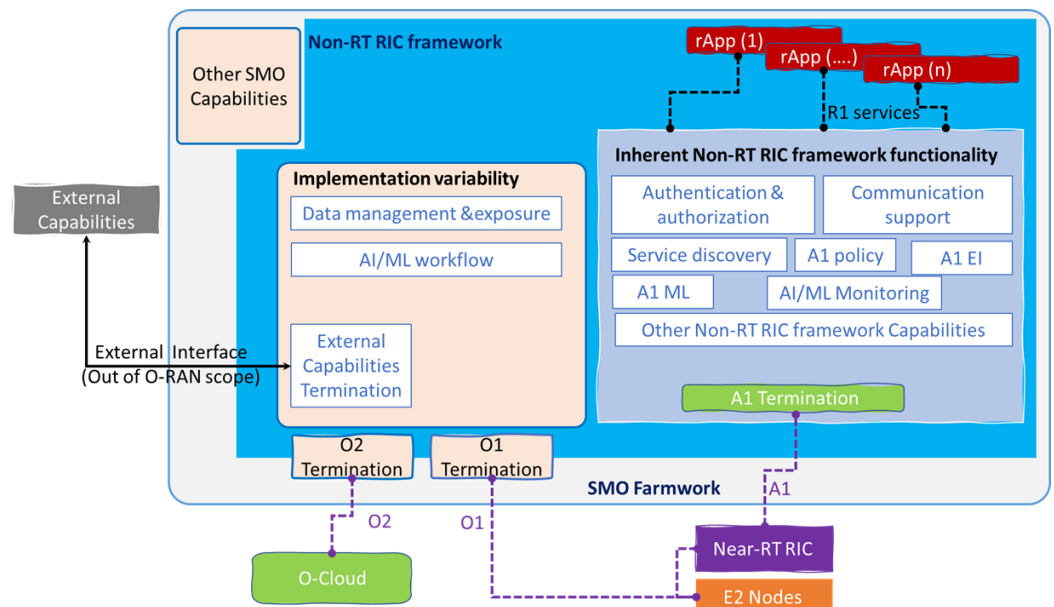 Non-RT RIC framework
rApp (1)
rApp (....)
rApp (n)
Other SMO
Capabilities
R1 services
Inherent Non-RT RIC framework functionality
Implementation variability
Data management &exposure
AI/ML workflow
Authentication &
authorization
Communication
support
Service discovery
A1 policy
A1 EI
A1 ML
AI/ML Monitoring
Other Non-RT RIC framework Capabilities
External
Capabilities
External
Capabilities
Termination
External Interface
(Out of O-RAN scope)
A1 Termination
O2
Termination
O1
Termination
SMO Farmwork
A1
O2
O1
Near-RT RIC
O-Cloud
E2 Nodes